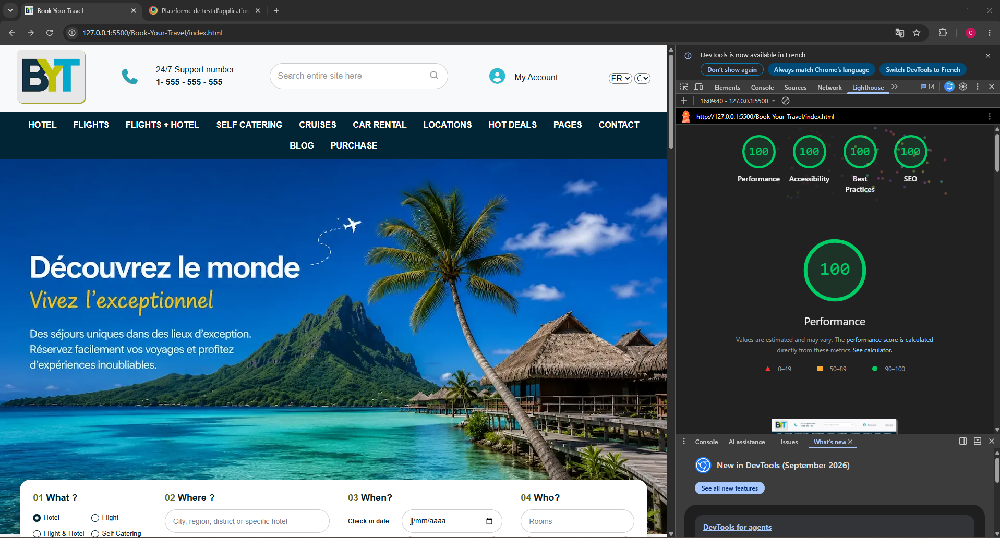 Book Your Travel
Plateforme de test d'application
127.0.0.1:5500/Book-Your-Travel/index.html
C
BYT
24/7 Support number
1- 555 - 555 - 555
Search entire site here
My Account
FR
€
HOTEL FLIGHTS FLIGHTS + HOTEL SELF CATERING CRUISES CAR RENTAL LOCATIONS HOT DEALS PAGES CONTACT
BLOG PURCHASE
Découvrez le monde
Vivez l'exceptionnel
Des séjours uniques dans des lieux d'exception.
Réservez facilement vos voyages et profitez
d'expériences inoubliables.
01 What ?
Hotel
Flight
Flight & Hotel
Self Catering
02 Where ?
City, region, district or specific hotel
03 When?
Check-in date
jj/mm/aaaa
04 Who?
Rooms
DevTools is now available in French
Don't show again
Always match Chrome's language
Switch DevTools to French
Elements Console Sources Network Lighthouse
14
16:09:40 - 127.0.0.1:5500
http://127.0.0.1:5500/Book-Your-Travel/index.html
100 100 100 100
Performance Accessibility Best Practices SEO
100
Performance
Values are estimated and may vary. The performance score is calculated
directly from these metrics. See calculator.
0–49 50–89 90–100
BYT
Console AI assistance Issues What's new
New in DevTools (September 2026)
See all new features
DevTools for agents